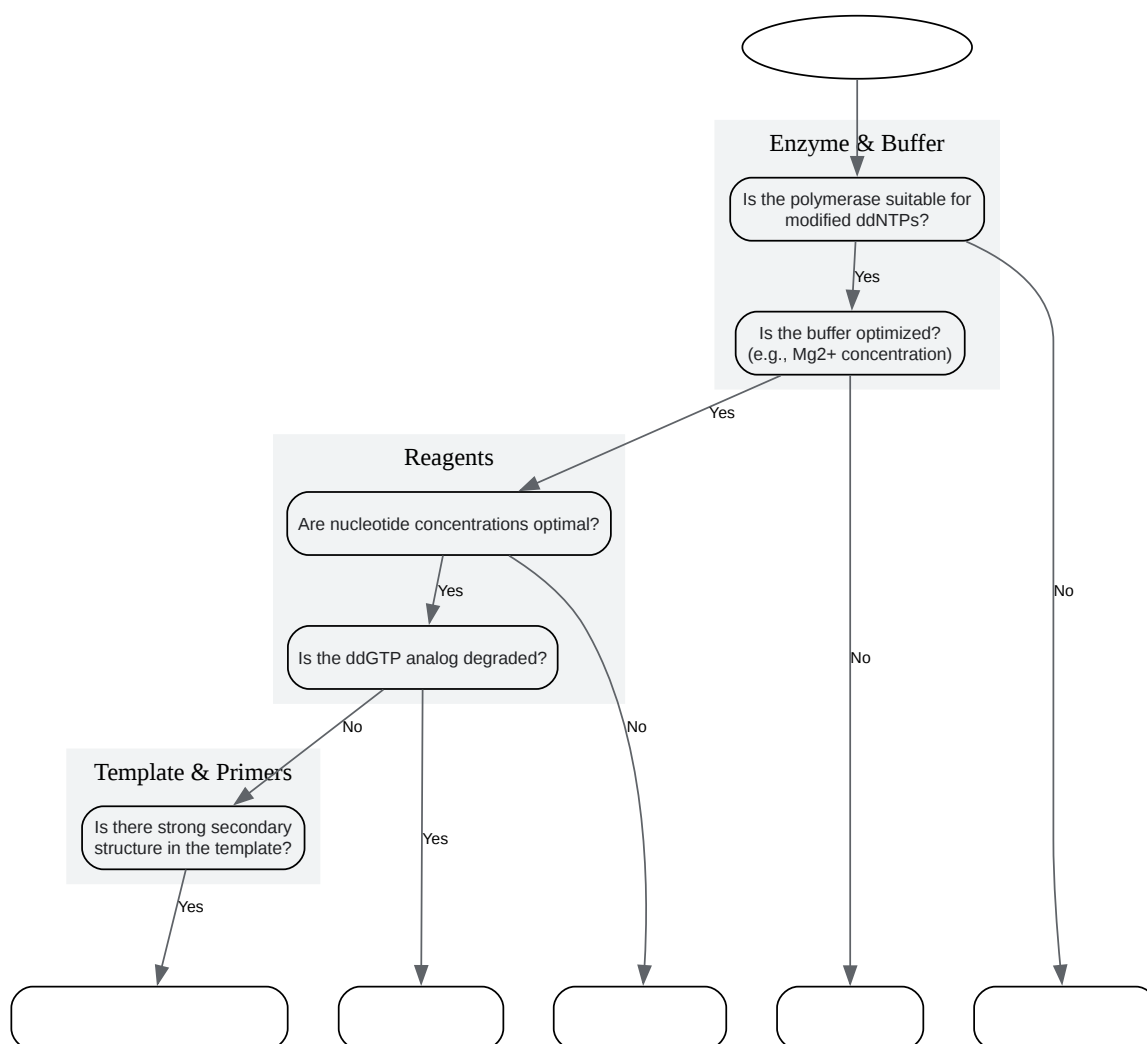 Enzyme & Buffer
Is the polymerase suitable for
modified ddNTPs?
Yes
Is the buffer optimized?
(e.g., Mg2+ concentration)
Yes
Reagents
Are nucleotide concentrations optimal?
Yes
No
Is the ddGTP analog degraded?
No
No
No
Template & Primers
Is there strong secondary
structure in the template?
Yes
Yes